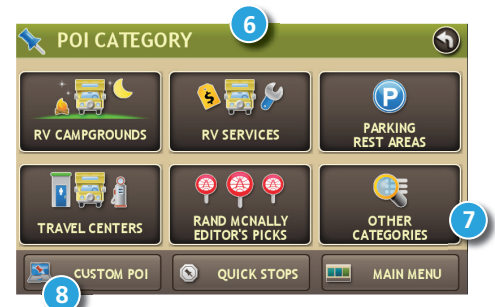 6
POI CATEGORY
RV CAMPGROUNDS
RV SERVICES
P
PARKING
REST AREAS
$
TRAVEL CENTERS
RAND MCNALLY
EDITOR'S PICKS
OTHER
CATEGORIES
7
CUSTOM POI
QUICK STOPS
MAIN MENU
8